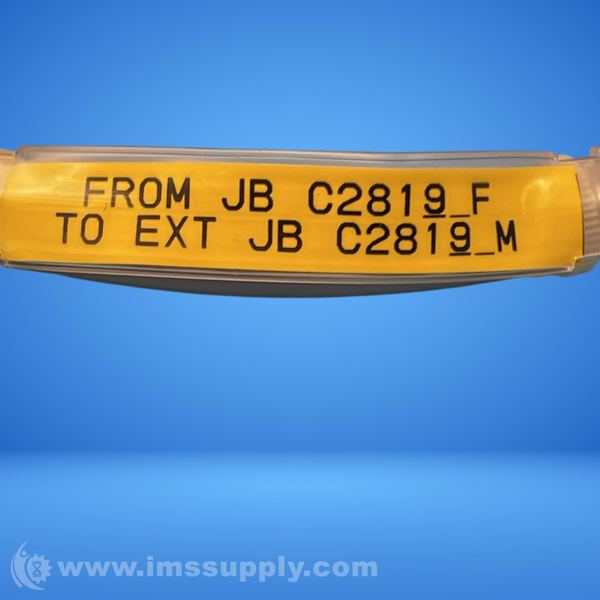 FROM JB C2819_F
TO EXT JB C2819_M
www.imssupply.com